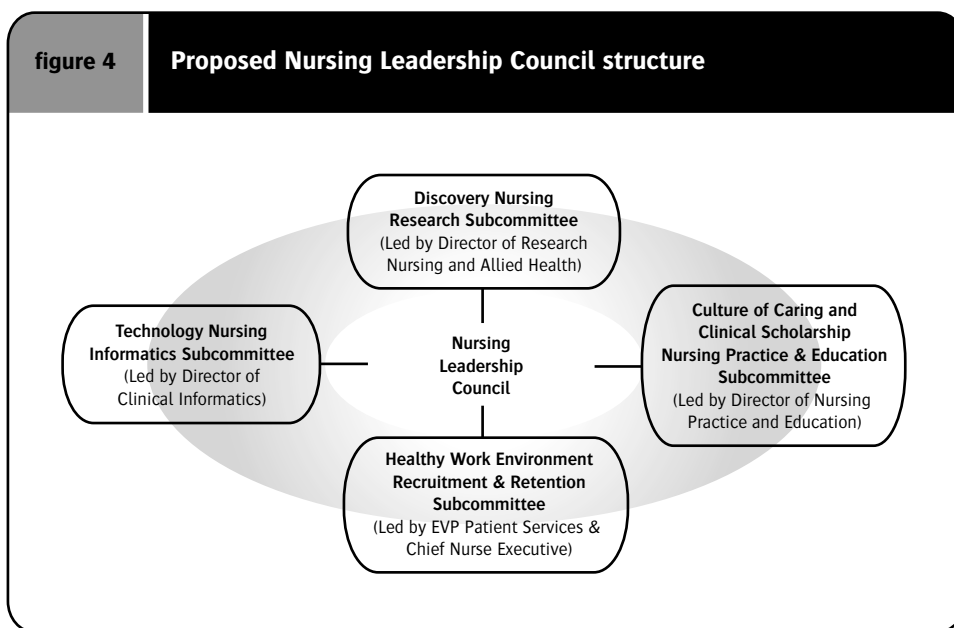 figure 4
Proposed Nursing Leadership Council structure
Discovery Nursing
Research Subcommittee
(Led by Director of Research
Nursing and Allied Health)
Technology Nursing
Informatics Subcommittee
(Led by Director of
Clinical Informatics)
Nursing
Leadership
Council
Culture of Caring and
Clinical Scholarship
Nursing Practice & Education
Subcommittee
(Led by Director of Nursing
Practice and Education)
Healthy Work Environment
Recruitment & Retention
Subcommittee
(Led by EVP Patient Services &
Chief Nurse Executive)